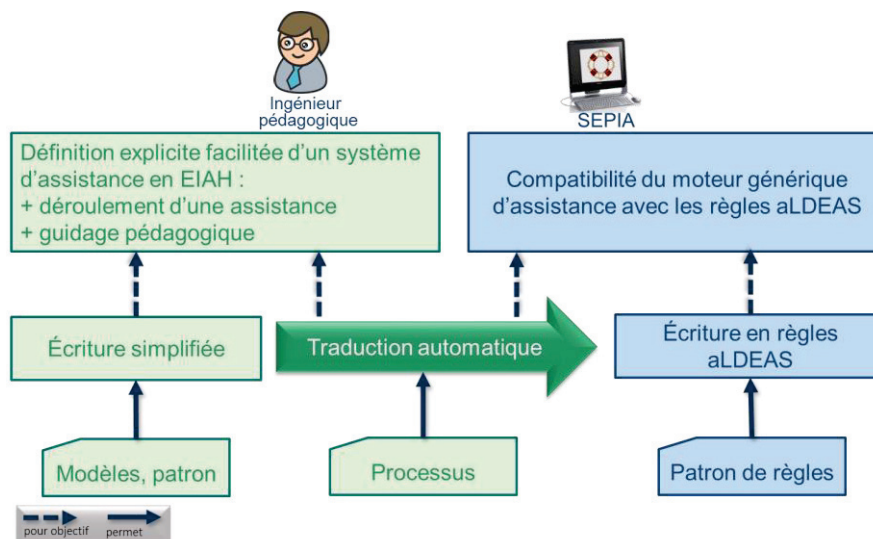 Ingénieur
pédagogique
SEPIA
Définition explicite facilitée d'un système
d'assistance en EIAH :
+ déroulement d'une assistance
+ guidage pédagogique
Compatibilité du moteur générique
d'assistance avec les règles aLDEAS
Écriture simplifiée
Traduction automatique
Écriture en règles
aLDEAS
Modèles, patron
Processus
Patron de règles
pour objectif
permet